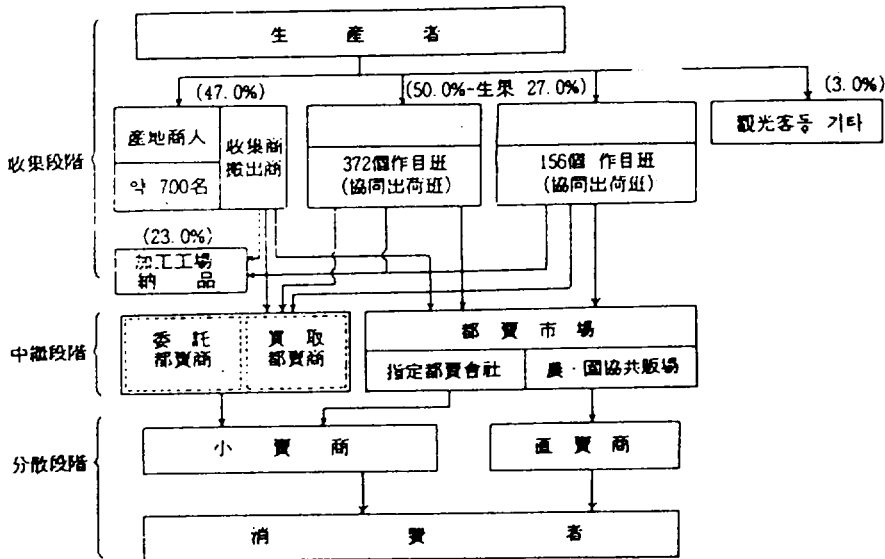 生 産 者
(47.0%)
(50.0%-生果 27.0%)
(3.0%)
産地商人
收集商
搬出商
約 700名
372個作目班
(協同出荷班)
156個 作目班
(協同出荷班)
觀光客등 기타
收集段階
(23.0%)
加工工場
納 品
中繼段階
委 託
都賣商
買 取
都賣商
都 賣 市 場
指定都賣會社
農·園協共販場
分散段階
小 賣 商
直 賣 商
消 費 者